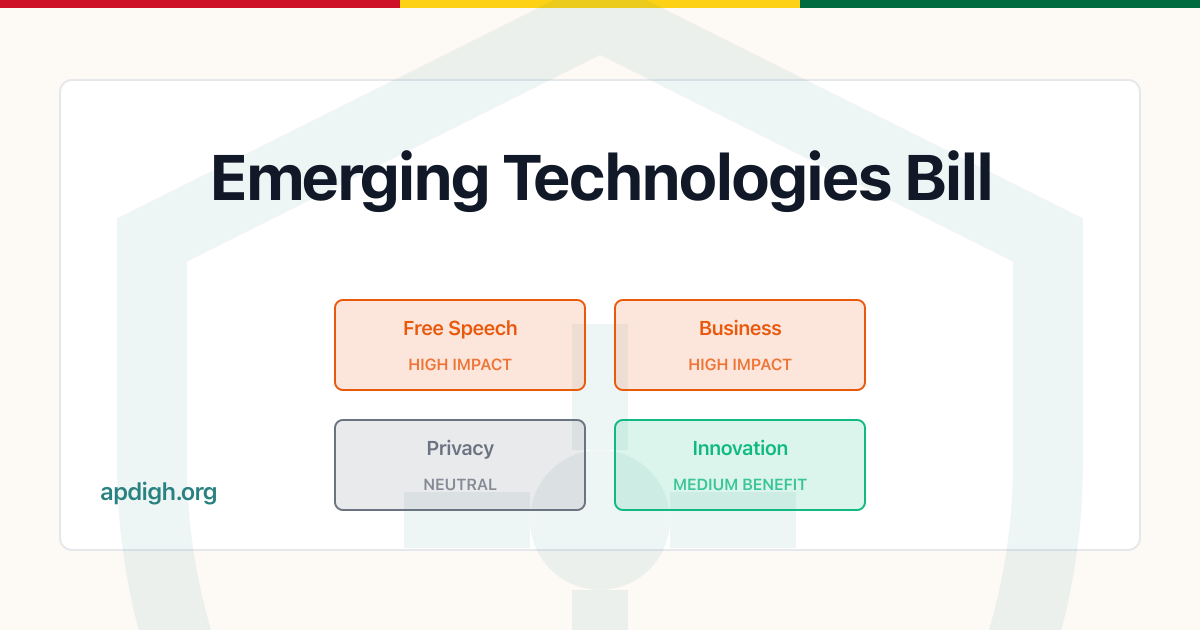 Emerging Technologies Bill
Free Speech
HIGH IMPACT
Business
HIGH IMPACT
Privacy
NEUTRAL
Innovation
MEDIUM BENEFIT
apdigh.org